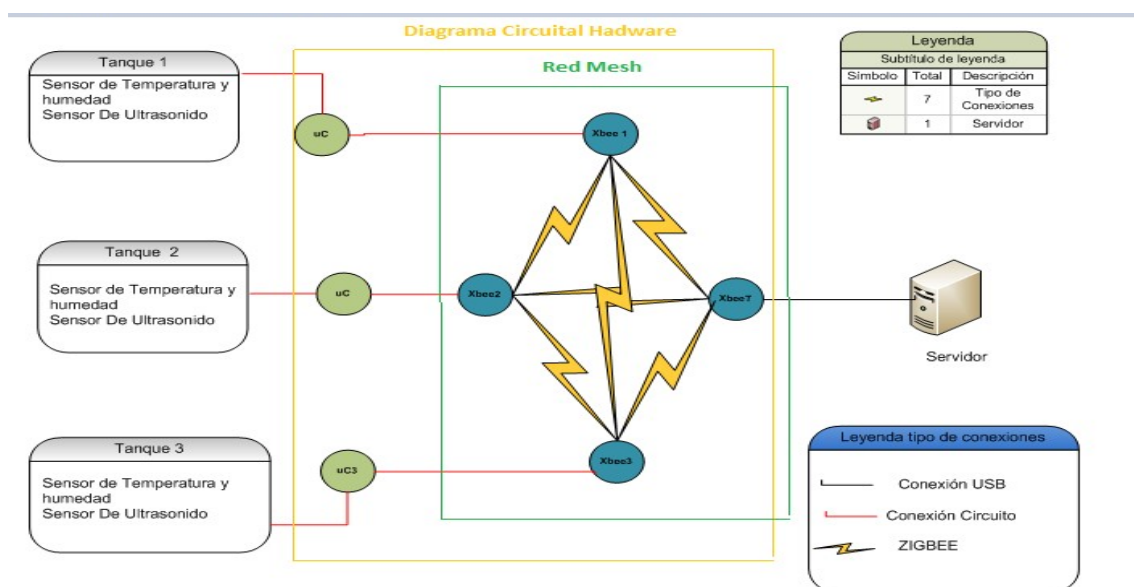 Diagrama Circuital Hadware
Red Mesh
Tanque 1
Sensor de Temperatura y
humedad
Sensor De Ultrasonido
uC
Xbee 1
Leyenda
Subtítulo de leyenda
Símbolo Total Descripción
7 Tipo de
Conexiones
1 Servidor
Tanque 2
Sensor de Temperatura y
humedad
Sensor De Ultrasonido
uC
Xbee2
Xbee7
Servidor
Tanque 3
Sensor de Temperatura y
humedad
Sensor De Ultrasonido
uC3
Xbee3
Leyenda tipo de conexiones
Conexión USB
Conexión Circuito
ZIGBEE